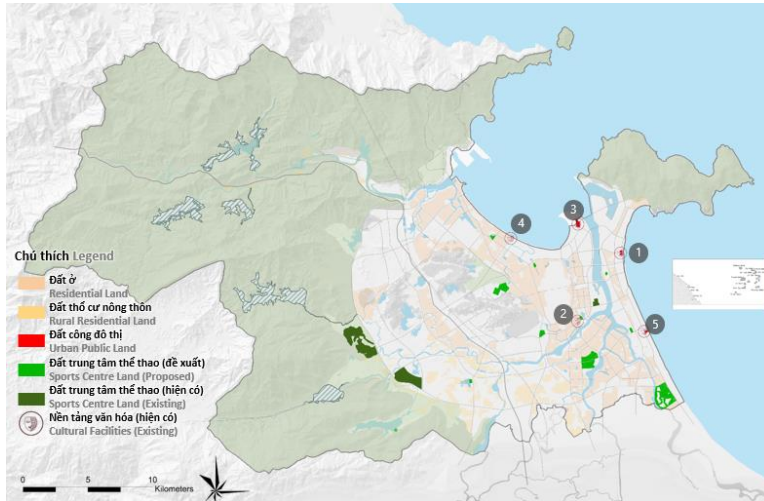 3
4
1
2
5
Chú thích Legend
Đất ở
Residential Land
Đất thổ cư nông thôn
Rural Residential Land
Đất công đô thị
Urban Public Land
Đất trung tâm thể thao (đề xuất)
Sports Centre Land (Proposed)
Đất trung tâm thể thao (hiện có)
Sports Centre Land (Existing)
Nền tảng văn hóa (hiện có)
Cultural Facilities (Existing)
0 5 10
Kilometers